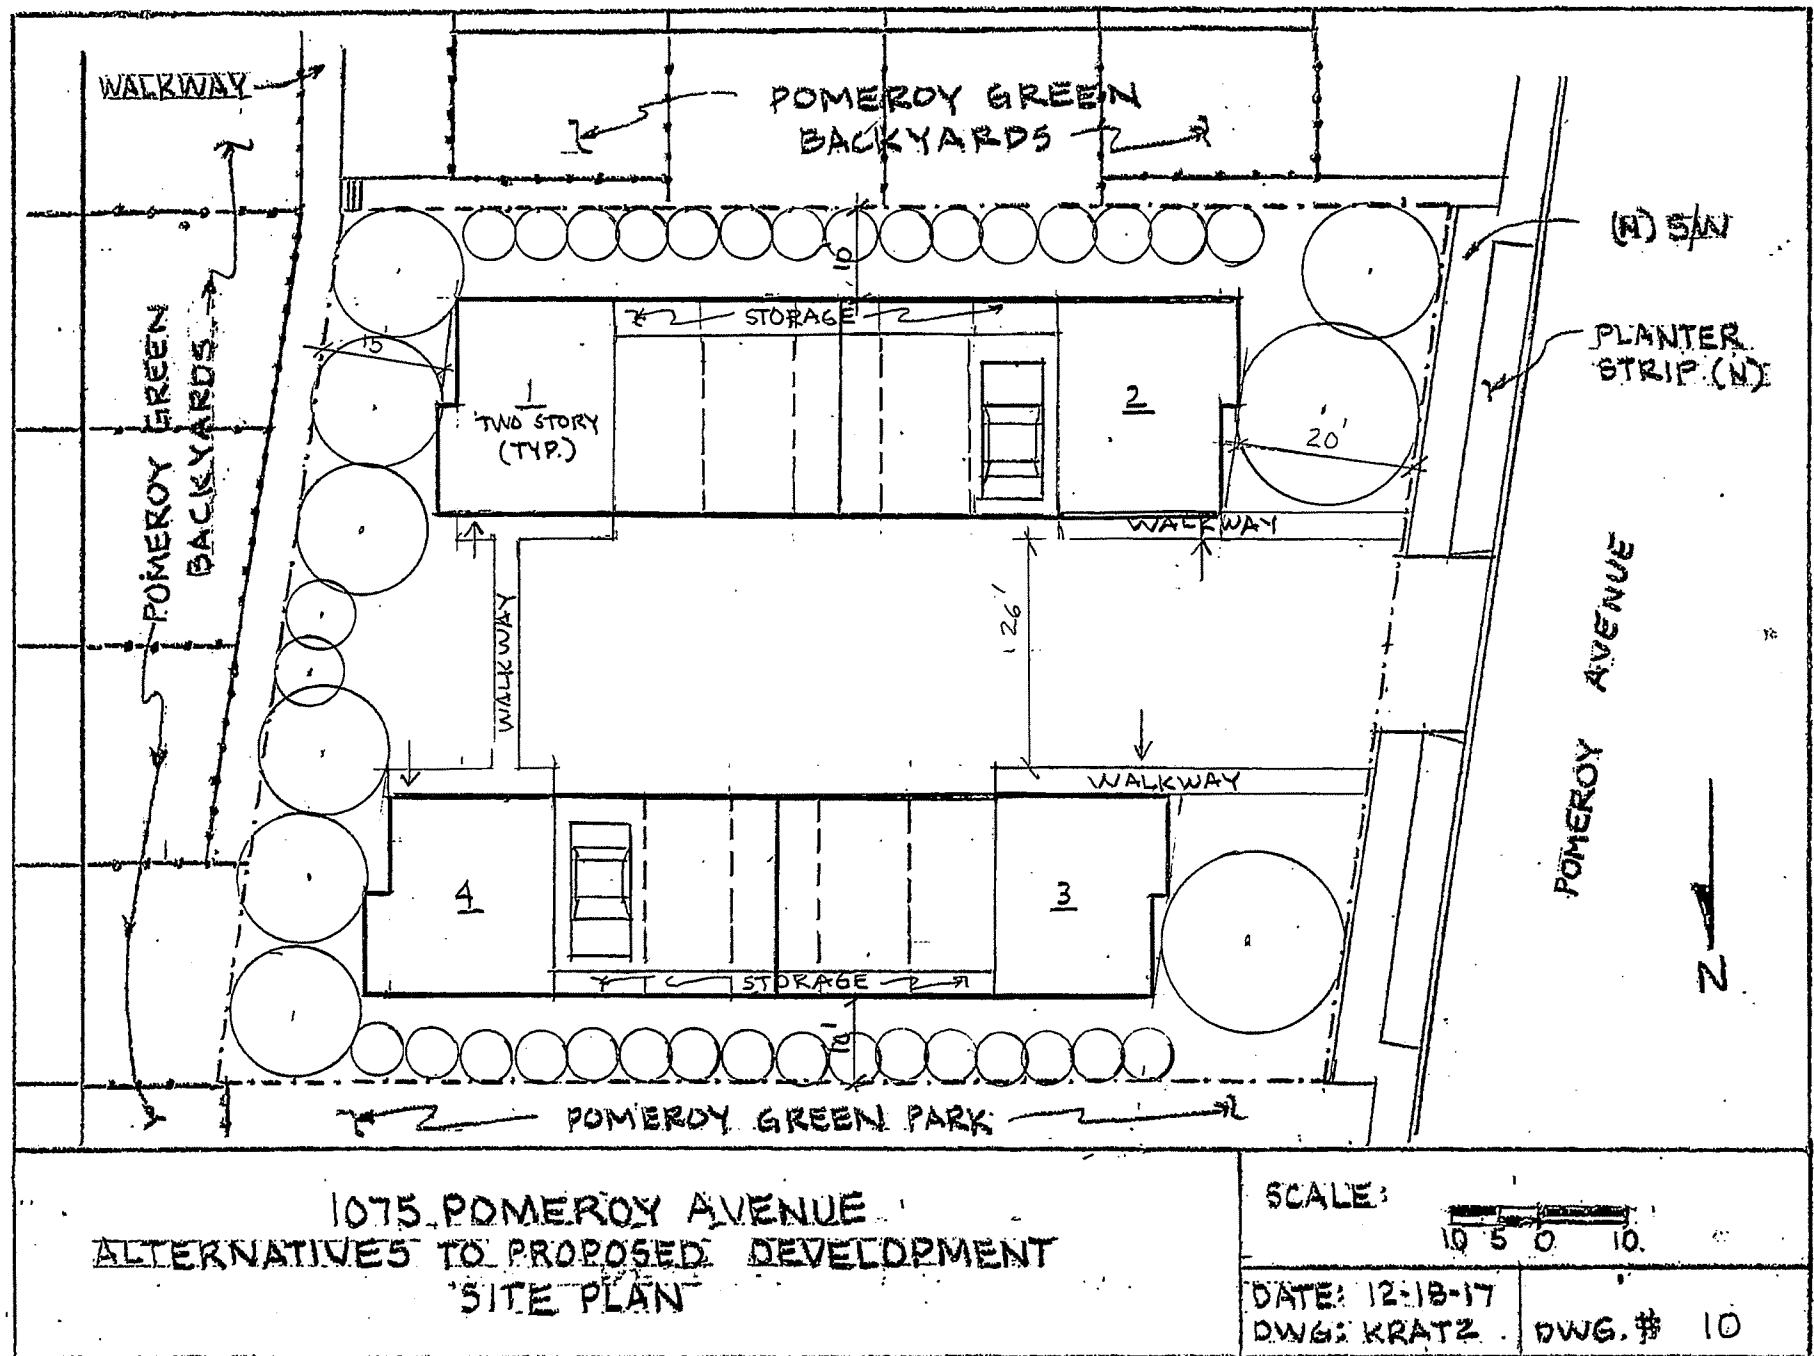 WALKWAY
POMEROY GREEN
BACKYARDS
(N) S/W
PLANTER
STRIP (N)
POMEROY GREEN
BACKYARDS
10'
STORAGE
15'
1
TWO STORY
(TYP.)
2
20'
WALKWAY
WALKWAY
26'
POMEROY AVENUE
WALKWAY
4
3
STORAGE
10'
N
POMEROY GREEN PARK
1075 POMEROY AVENUE
ALTERNATIVES TO PROPOSED DEVELOPMENT
SITE PLAN
SCALE:
10 5 0 10
DATE: 12-18-17
DWG: KRATZ
DWG. # 10